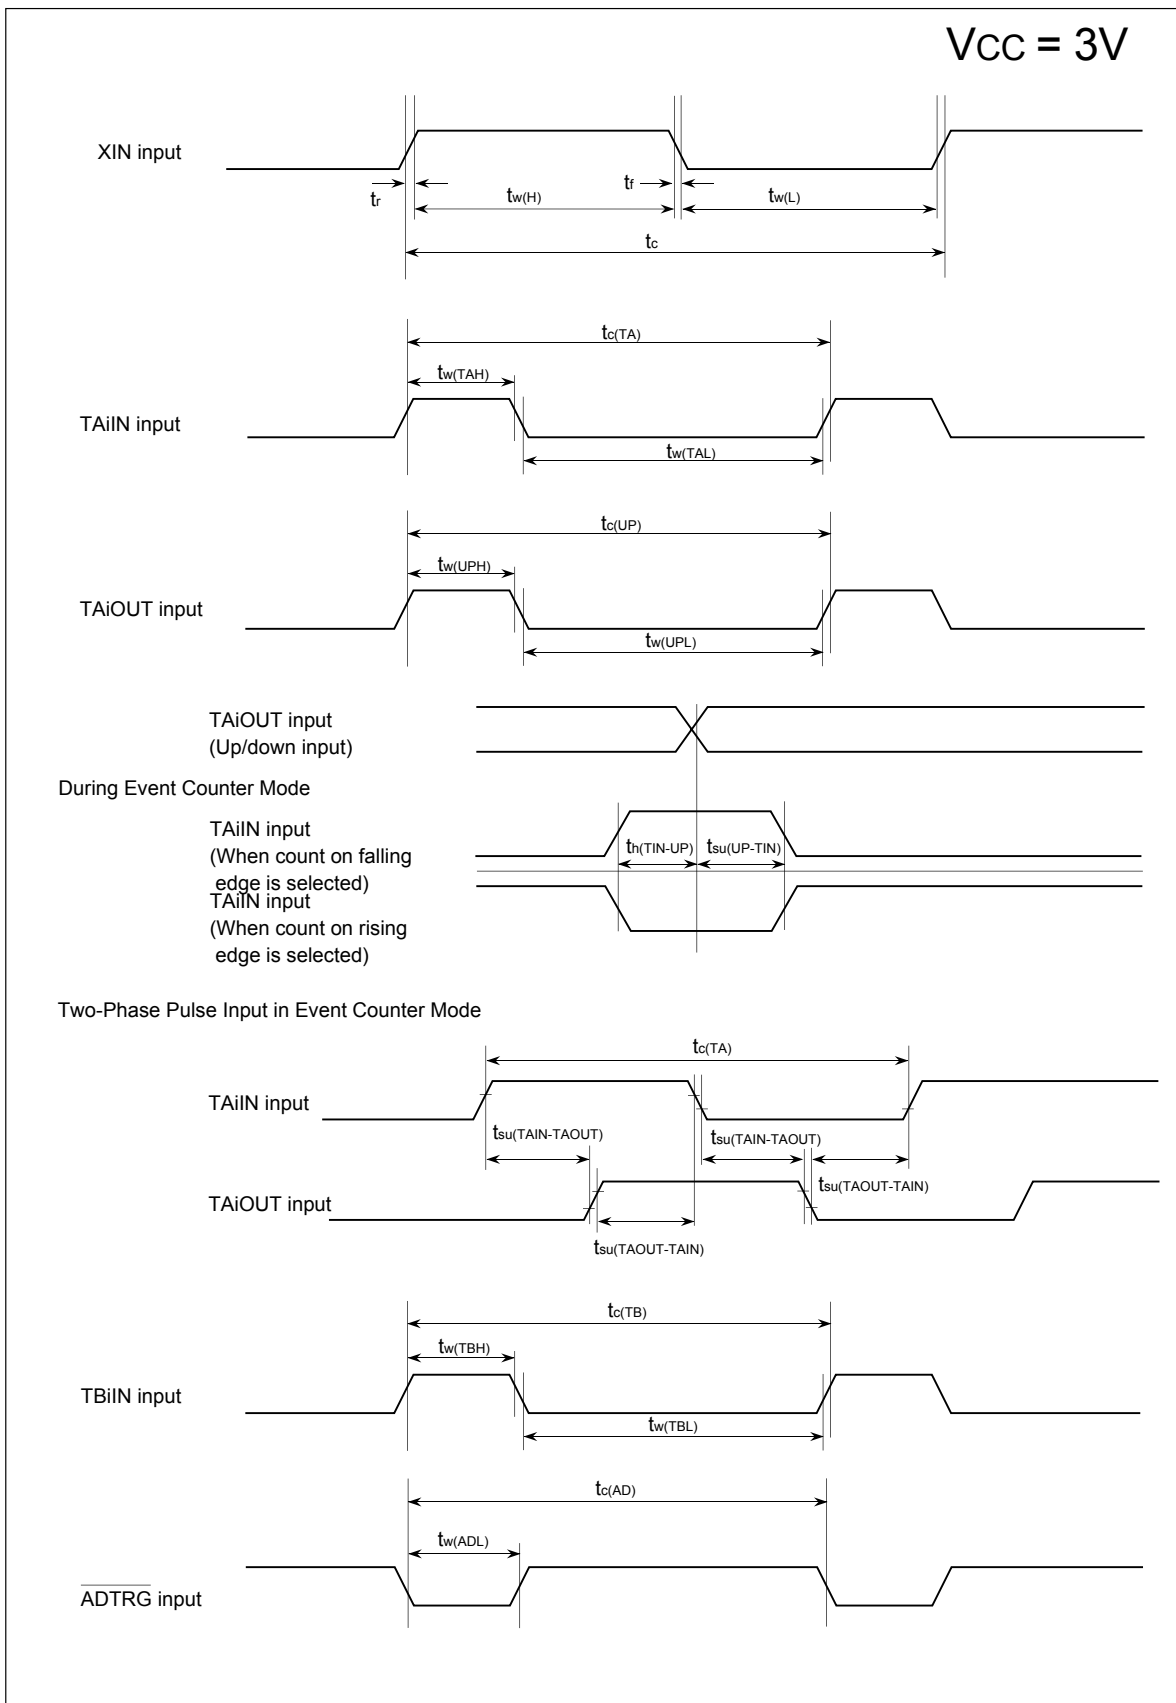 VCC = 3V
XIN input
tr
tw(H)
tf
tw(L)
tc
tc(TA)
tw(TAH)
TAiIN input
tw(TAL)
tc(UP)
tw(UPH)
TAiOUT input
tw(UPL)
TAiOUT input
(Up/down input)
During Event Counter Mode
TAiIN input
(When count on falling
edge is selected)
th(TIN-UP)
tsu(UP-TIN)
TAiIN input
(When count on rising
edge is selected)
Two-Phase Pulse Input in Event Counter Mode
tc(TA)
TAiIN input
tsu(TAIN-TAOUT)
tsu(TAIN-TAOUT)
tsu(TAOUT-TAIN)
TAiOUT input
tsu(TAOUT-TAIN)
tc(TB)
tw(TBH)
TBiIN input
tw(TBL)
tc(AD)
tw(ADL)
ADTRG input